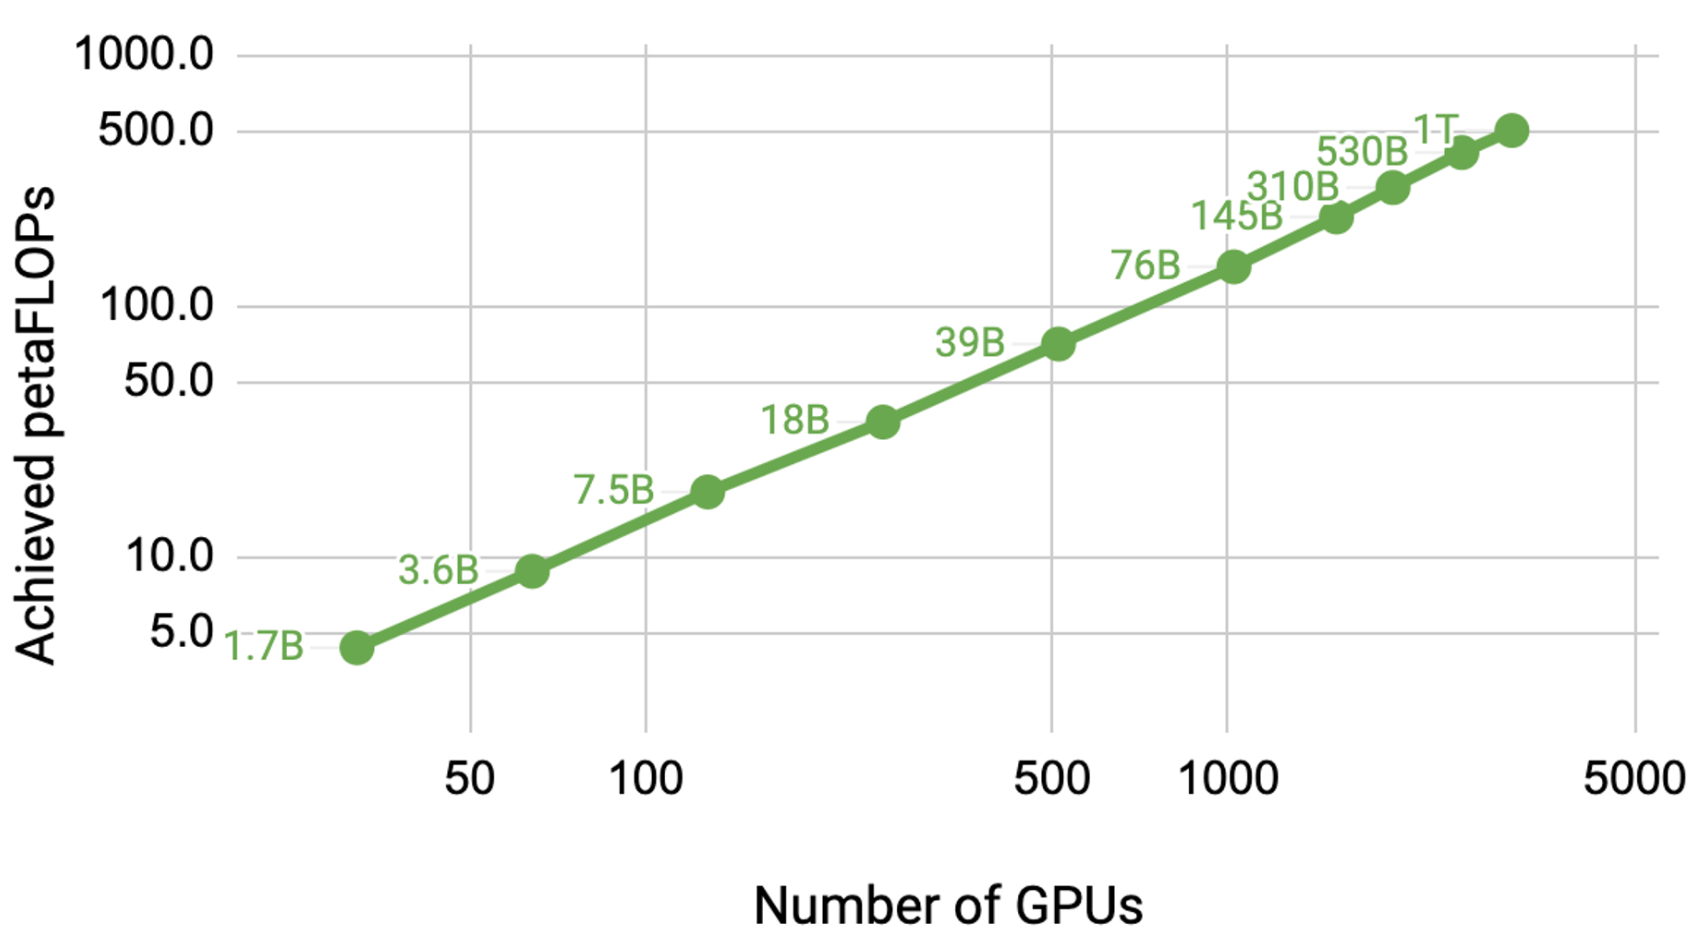 1000.0
500.0
100.0
50.0
10.0
5.0
Achieved petaFLOPs
1T
530B
310B
145B
76B
39B
18B
7.5B
3.6B
1.7B
50 100 500 1000 5000
Number of GPUs